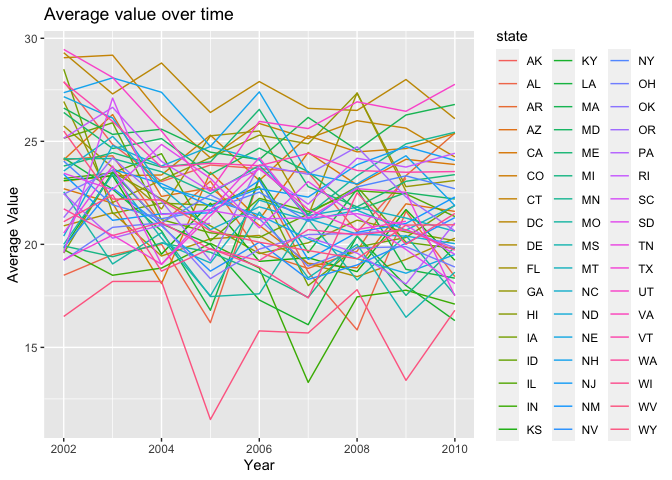 Average value over time
Average Value
30
25
20
15
2002
2004
2006
2008
2010
Year
state
AK KY NY
AL LA OH
AR MA OK
AZ MD OR
CA ME PA
CO MI RI
CT MN SC
DC MO SD
DE MS TN
FL MT TX
GA NC UT
HI ND VA
IA NE VT
ID NH WA
IL NJ WI
IN NM WV
KS NV WY